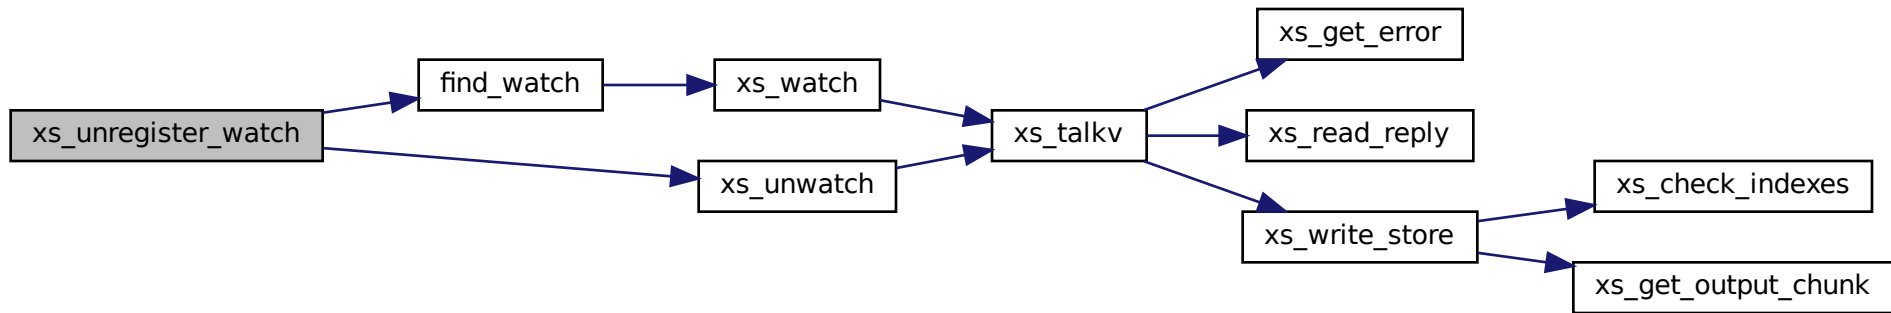 xs_unregister_watch
find_watch
xs_watch
xs_unwatch
xs_talkv
xs_get_error
xs_read_reply
xs_write_store
xs_check_indexes
xs_get_output_chunk